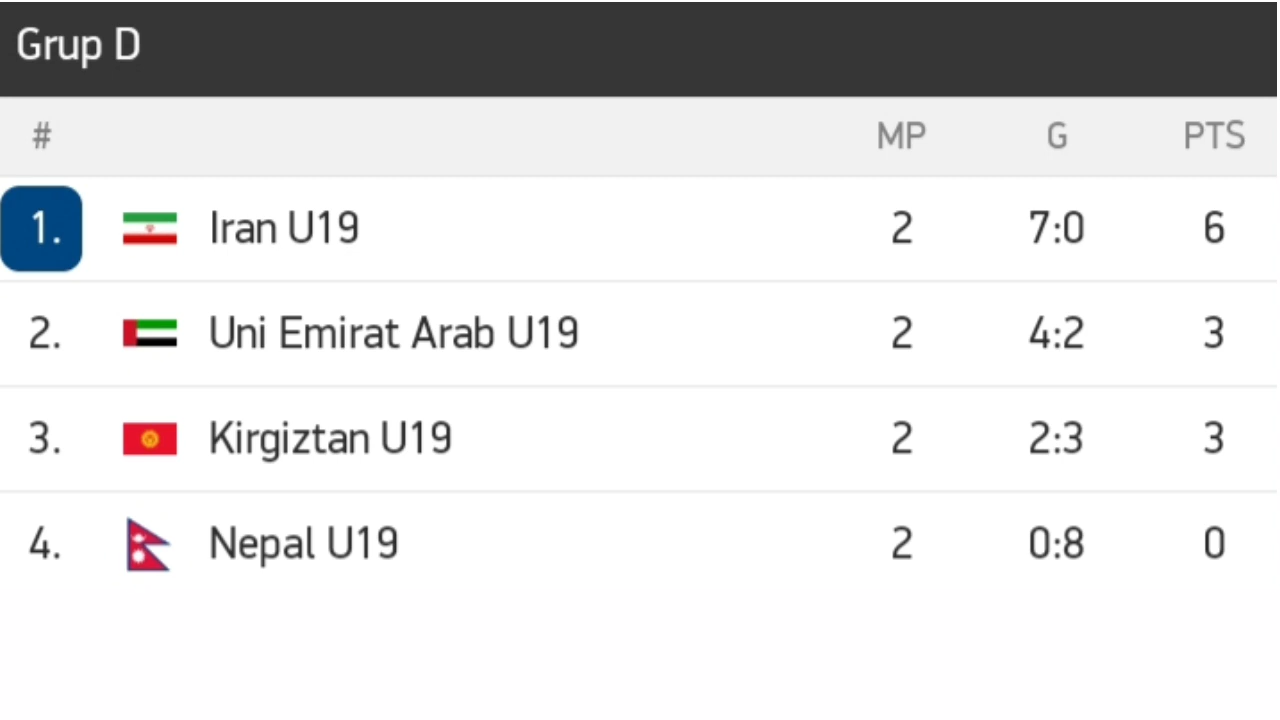 Grup D
# MP G PTS
1. Iran U19 2 7:0 6
2. Uni Emirat Arab U19 2 4:2 3
3. Kirgiztan U19 2 2:3 3
4. Nepal U19 2 0:8 0